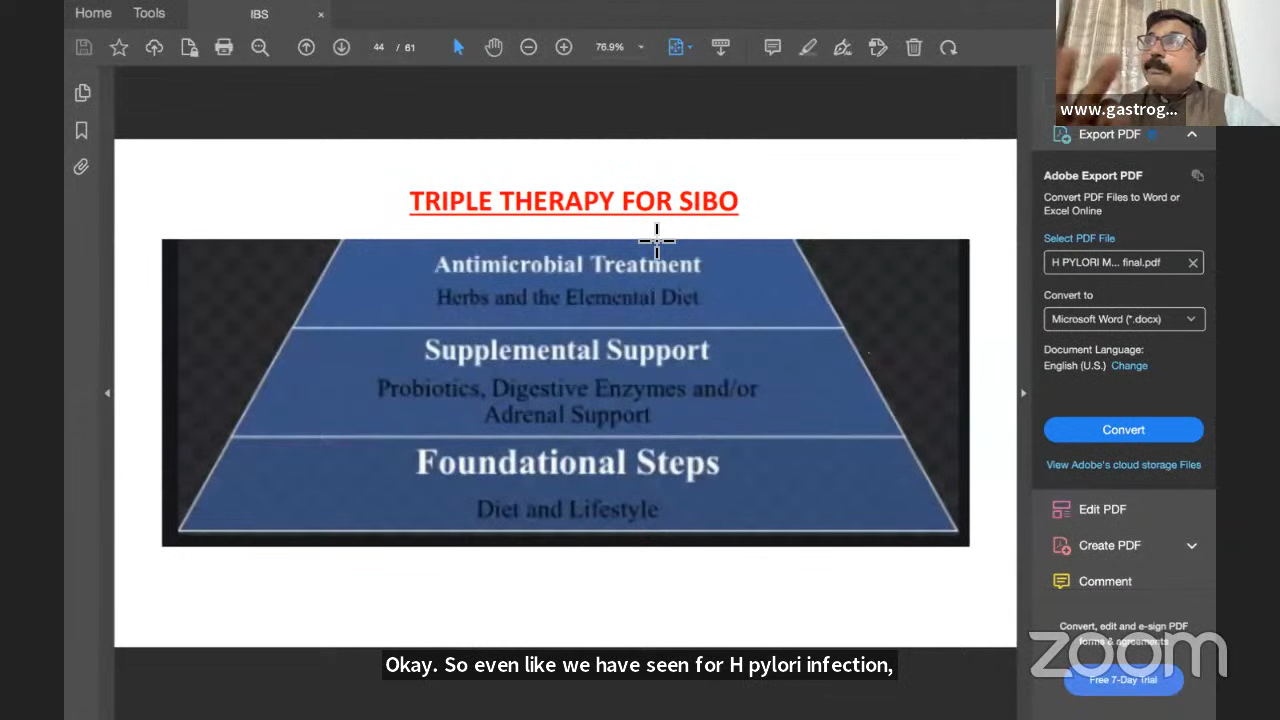 Home Tools IBS ×
44 / 61 76.9%
www.gastrog...
Export PDF
Adobe Export PDF
Convert PDF Files to Word or
Excel Online
Select PDF File
H PYLORI M... final.pdf
Convert to
Microsoft Word (*.docx)
Document Language:
English (U.S.) Change
Convert
View Adobe's cloud storage Files
Edit PDF
Create PDF
Comment
Convert, edit and e-sign PDF
forms & agreements
Free 7-Day Trial
TRIPLE THERAPY FOR SIBO
Antimicrobial Treatment
Herbs and the Elemental Diet
Supplemental Support
Probiotics, Digestive Enzymes and/or
Adrenal Support
Foundational Steps
Diet and Lifestyle
Okay. So even like we have seen for H pylori infection,
zoom